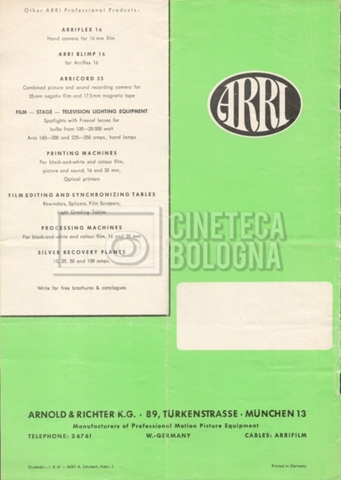 Other ARRI Professional Products:
ARRIFLEX 16
Hand camera for 16 mm film
ARRI BLIMP 16
for Arriflex 16
ARRICORD 35
Combined picture and sound recording camera for
35-mm negativ film and 17,5mm magnetic tape
FILM — STAGE — TELEVISION LIGHTING EQUIPMENT
Spotlights with Fresnel lenses for
bulbs from 100—20/000 watt
Arcs 160—200 and 225—250 amps., hand lamps
PRINTING MACHINES
For black-and-white and colour film,
picture and sound, 16 and 35 mm,
Optical printers
FILM EDITING AND SYNCHRONIZING TABLES
Rewinders, Splicers, Film Scrapers,
Light Grading Tables
PROCESSING MACHINES
For black-and-white and colour film, 16 and 35 mm
SILVER RECOVERY PLANTS
10, 25, 50 and 100 amps.
Write for free brochures & catalogues
ARRI
CINETECA
BOLOGNA
ARNOLD & RICHTER K.G. · 89, TÜRKENSTRASSE · MÜNCHEN 13
Manufacturers of Professional Motion Picture Equipment
TELEPHONE: 36761 W.-GERMANY CABLES: ARRIFILM
Printed in Germany